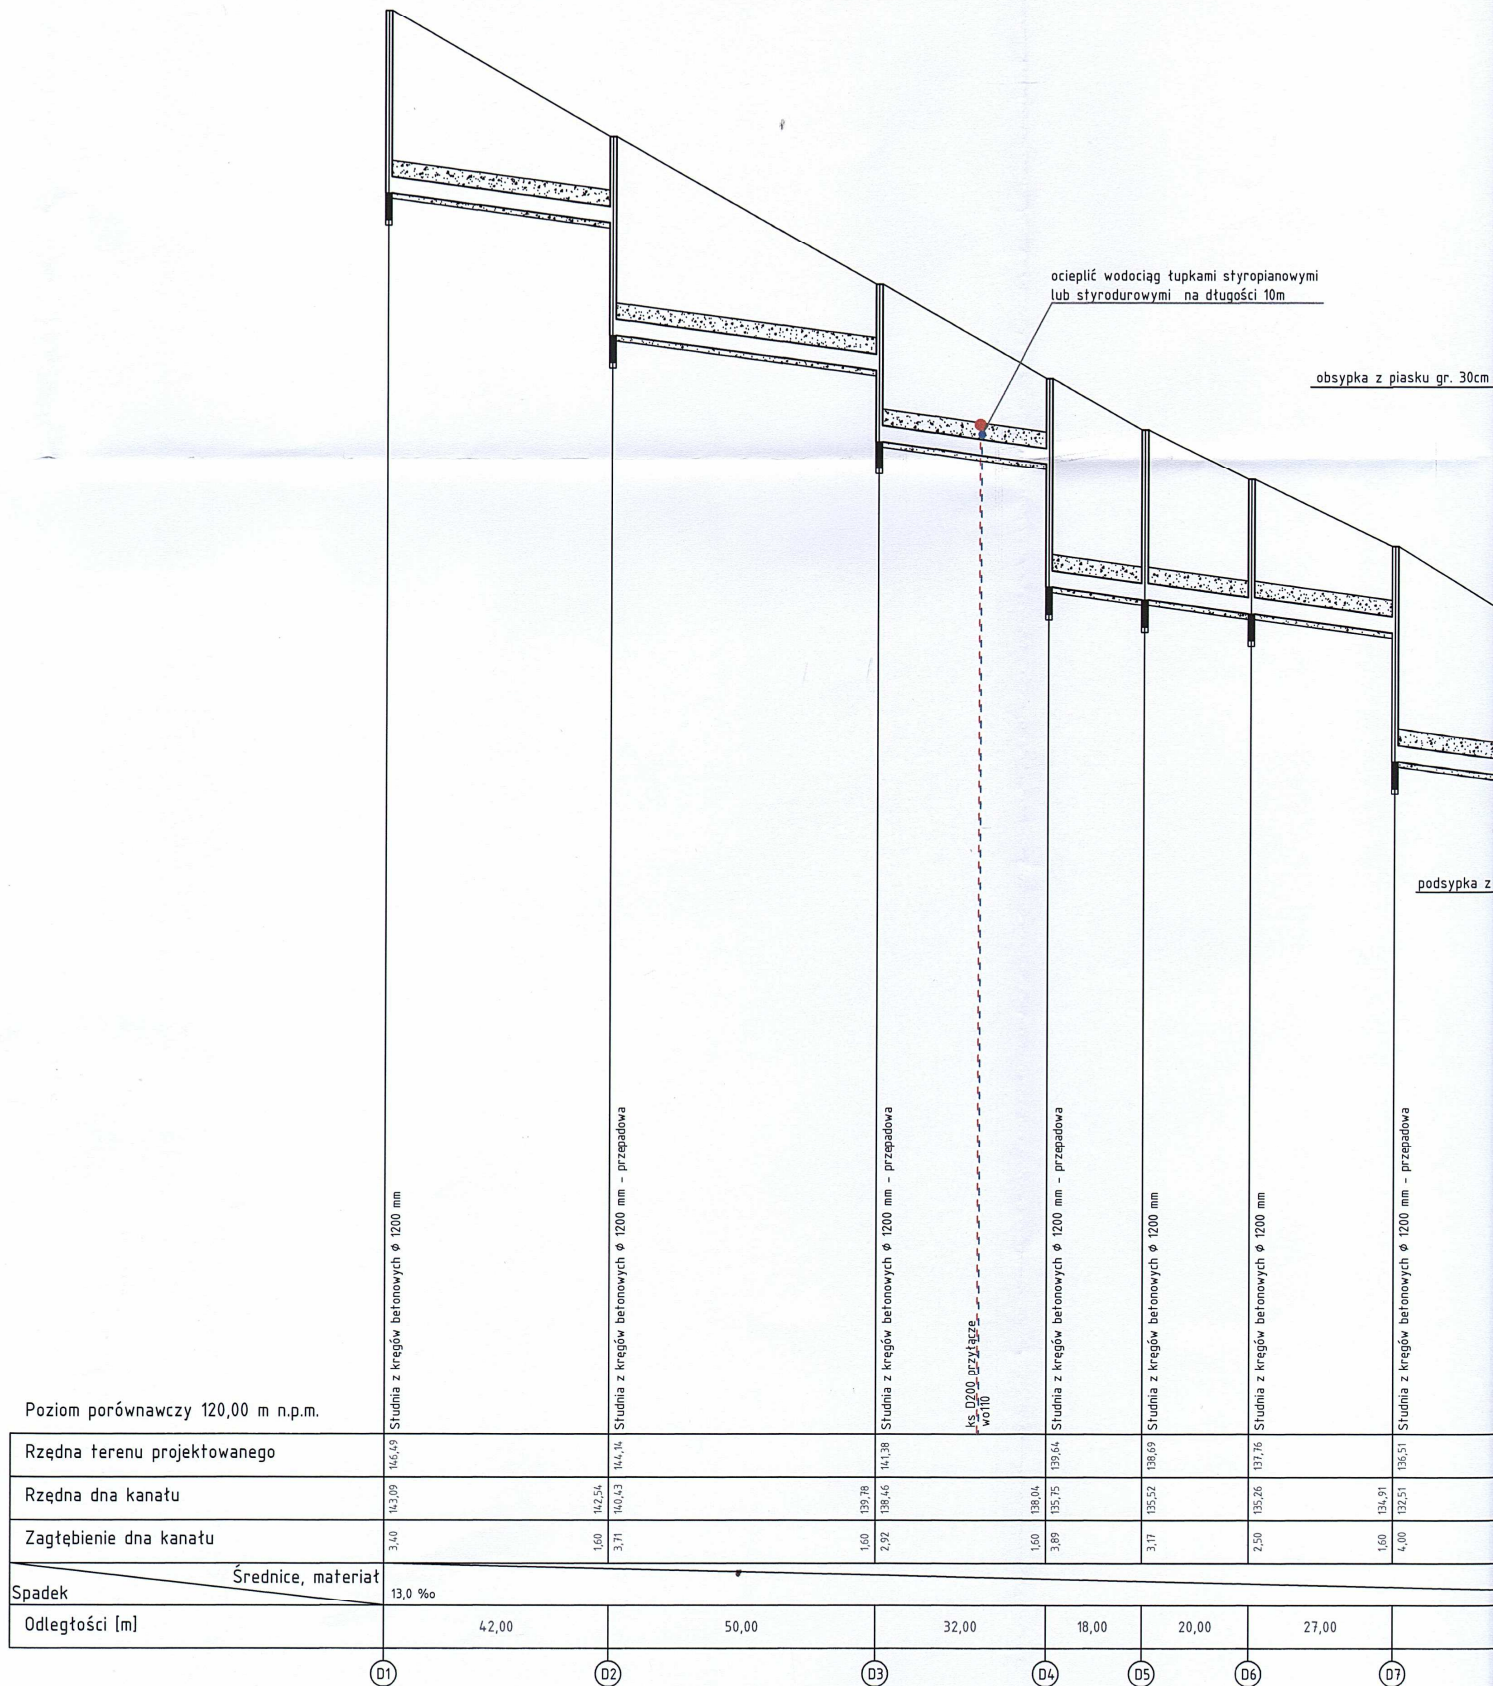 ocieplić wodociąg łupkami styropianowymi
lub styrodurowymi na długości 10m
obsypka z piasku gr. 30cm
podsypka z
Studnia z kręgów betonowych Ø 1200 mm
Studnia z kręgów betonowych Ø 1200 mm - przepadowa
Studnia z kręgów betonowych Ø 1200 mm - przepadowa
ks D200 przyłącze
wo110
Studnia z kręgów betonowych Ø 1200 mm - przepadowa
Studnia z kręgów betonowych Ø 1200 mm
Studnia z kręgów betonowych Ø 1200 mm
Studnia z kręgów betonowych Ø 1200 mm - przepadowa
Poziom porównawczy 120,00 m n.p.m.
Rzędna terenu projektowanego 146,49 144,14 141,38 139,64 138,69 137,76 136,51
Rzędna dna kanału 143,09 142,54 140,43 139,78 138,46 138,04 135,75 135,52 135,26 134,91 132,51
Zagłębienie dna kanału 3,40 1,60 3,71 1,60 2,92 1,60 3,89 3,17 2,50 1,60 4,00
Średnice, materiał
Spadek 13,0 %o
Odległości [m] 42,00 50,00 32,00 18,00 20,00 27,00
D1 D2 D3 D4 D5 D6 D7